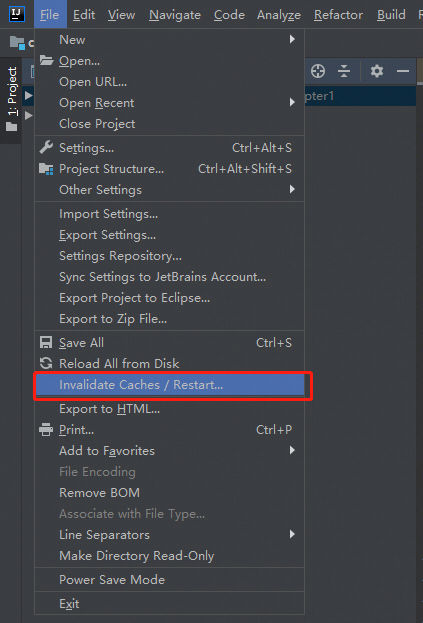 IJ File Edit View Navigate Code Analyze Refactor Build
1: Project
pter1
New
Open...
Open URL...
Open Recent
Close Project
Settings... Ctrl+Alt+S
Project Structure... Ctrl+Alt+Shift+S
Other Settings
Import Settings...
Export Settings...
Settings Repository...
Sync Settings to JetBrains Account...
Export Project to Eclipse...
Export to Zip File...
Save All Ctrl+S
Reload All from Disk
Invalidate Caches / Restart...
Export to HTML...
Print... Ctrl+P
Add to Favorites
File Encoding
Remove BOM
Associate with File Type...
Line Separators
Make Directory Read-Only
Power Save Mode
Exit